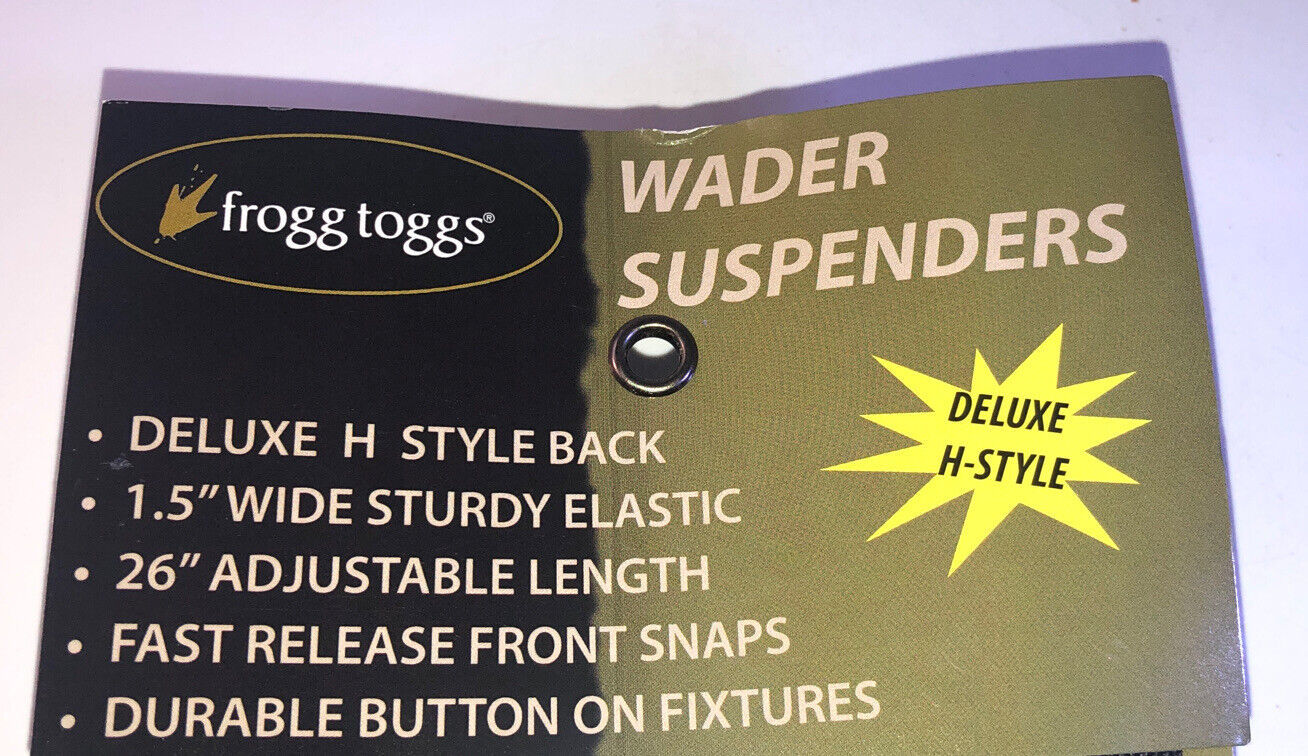 frogg toggs®
WADER
SUSPENDERS
DELUXE
H-STYLE
• DELUXE H STYLE BACK
• 1.5” WIDE STURDY ELASTIC
• 26” ADJUSTABLE LENGTH
• FAST RELEASE FRONT SNAPS
• DURABLE BUTTON ON FIXTURES